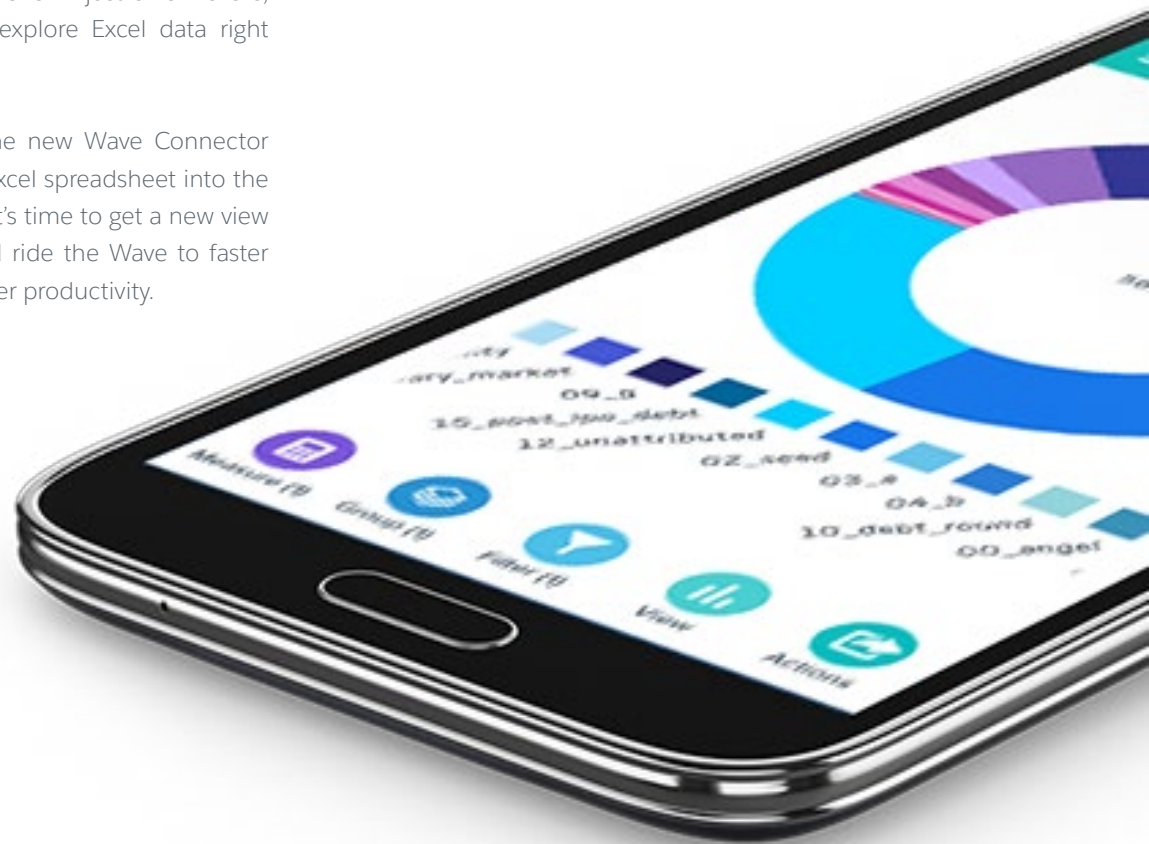 explore Excel data right
ne new Wave Connector
xcel spreadsheet into the
t's time to get a new view
l ride the Wave to faster
er productivity.
ary_market
09_g
15_post_ipo_debt
12_unattributed
02_seed
03_a
04_b
10_debt_round
00_angel
Measure (1)
Group (1)
Filter (1)
View
Actions